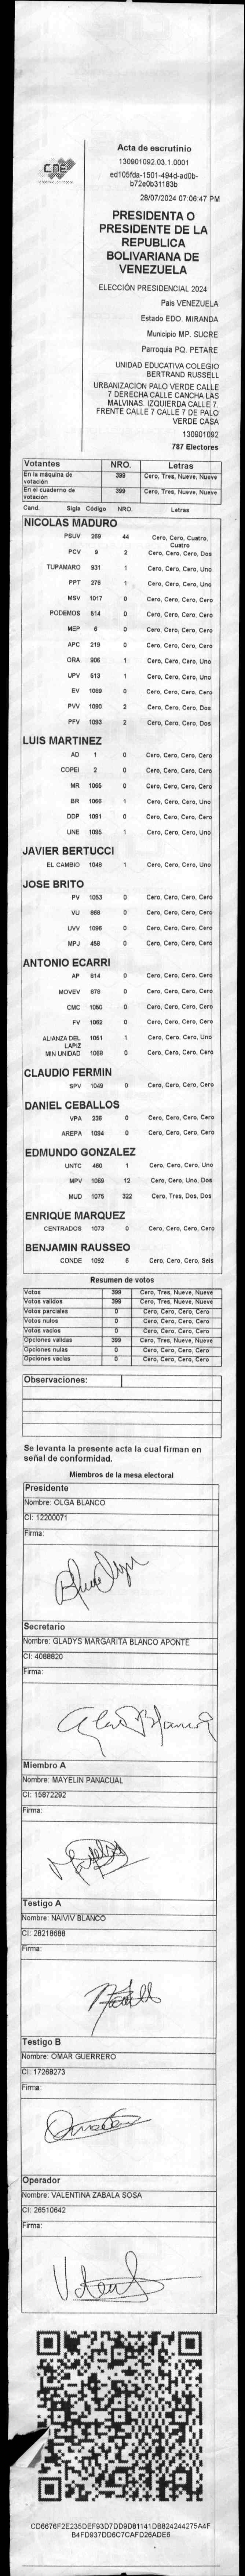 CNE
Acta de escrutinio
130901092.03.1.0001
ed105fda-1501-494d-ad0b-
b72e0b31183b
28/07/2024 07:06:47 PM
PRESIDENTA O
PRESIDENTE DE LA
REPUBLICA
BOLIVARIANA DE
VENEZUELA
ELECCIÓN PRESIDENCIAL 2024
Pais VENEZUELA
Estado EDO. MIRANDA
Municipio MP. SUCRE
Parroquia PQ. PETARE
UNIDAD EDUCATIVA COLEGIO
BERTRAND RUSSELL
URBANIZACION PALO VERDE CALLE
7 DERECHA CALLE CANCHA LAS
MALVINAS. IZQUIERDA CALLE 7.
FRENTE CALLE 7 CALLE 7 DE PALO
VERDE CASA
130901092
787 Electores
Votantes NRO. Letras
En la máquina de votación 399 Cero, Tres, Nueve, Nueve
En el cuaderno de votación 399 Cero, Tres, Nueve, Nueve
Cand. Sigla Código NRO. Letras
NICOLAS MADURO
PSUV 269 44 Cero, Cero, Cuatro, Cuatro
PCV 9 2 Cero, Cero, Cero, Dos
TUPAMARO 931 1 Cero, Cero, Cero, Uno
PPT 276 1 Cero, Cero, Cero, Uno
MSV 1017 0 Cero, Cero, Cero, Cero
PODEMOS 514 0 Cero, Cero, Cero, Cero
MEP 6 0 Cero, Cero, Cero, Cero
APC 219 0 Cero, Cero, Cero, Cero
ORA 906 1 Cero, Cero, Cero, Uno
UPV 513 1 Cero, Cero, Cero, Uno
EV 1089 0 Cero, Cero, Cero, Cero
PVV 1090 2 Cero, Cero, Cero, Dos
PFV 1093 2 Cero, Cero, Cero, Dos
LUIS MARTINEZ
AD 1 0 Cero, Cero, Cero, Cero
COPEI 2 0 Cero, Cero, Cero, Cero
MR 1065 0 Cero, Cero, Cero, Cero
BR 1066 1 Cero, Cero, Cero, Uno
DDP 1091 0 Cero, Cero, Cero, Cero
UNE 1095 1 Cero, Cero, Cero, Uno
JAVIER BERTUCCI
EL CAMBIO 1048 1 Cero, Cero, Cero, Uno
JOSE BRITO
PV 1053 0 Cero, Cero, Cero, Cero
VU 868 0 Cero, Cero, Cero, Cero
UVV 1096 0 Cero, Cero, Cero, Cero
MPJ 458 0 Cero, Cero, Cero, Cero
ANTONIO ECARRI
AP 814 0 Cero, Cero, Cero, Cero
MOVEV 878 0 Cero, Cero, Cero, Cero
CMC 1050 0 Cero, Cero, Cero, Cero
FV 1062 0 Cero, Cero, Cero, Cero
ALIANZA DEL LAPIZ 1051 1 Cero, Cero, Cero, Uno
MIN UNIDAD 1069 0 Cero, Cero, Cero, Cero
CLAUDIO FERMIN
SPV 1049 0 Cero, Cero, Cero, Cero
DANIEL CEBALLOS
VPA 236 0 Cero, Cero, Cero, Cero
AREPA 1094 0 Cero, Cero, Cero, Cero
EDMUNDO GONZALEZ
UNTC 460 1 Cero, Cero, Cero, Uno
MPV 1069 12 Cero, Cero, Uno, Dos
MUD 1075 322 Cero, Tres, Dos, Dos
ENRIQUE MARQUEZ
CENTRADOS 1073 0 Cero, Cero, Cero, Cero
BENJAMIN RAUSSEO
CONDE 1092 6 Cero, Cero, Cero, Seis
Resumen de votos
Votos 399 Cero, Tres, Nueve, Nueve
Votos validos 399 Cero, Tres, Nueve, Nueve
Votos parciales 0 Cero, Cero, Cero, Cero
Votos nulos 0 Cero, Cero, Cero, Cero
Votos vacios 0 Cero, Cero, Cero, Cero
Opciones validas 399 Cero, Tres, Nueve, Nueve
Opciones nulas 0 Cero, Cero, Cero, Cero
Opciones vacias 0 Cero, Cero, Cero, Cero
Observaciones:
Se levanta la presente acta la cual firman en
señal de conformidad.
Miembros de la mesa electoral
Presidente
Nombre: OLGA BLANCO
CI: 12200071
Firma:
Secretario
Nombre: GLADYS MARGARITA BLANCO APONTE
CI: 4088820
Firma:
Miembro A
Nombre: MAYELIN PANACUAL
CI: 15872292
Firma:
Testigo A
Nombre: NAIVIV BLANCO
CI: 28218688
Firma:
Testigo B
Nombre: OMAR GUERRERO
CI: 17268273
Firma:
Operador
Nombre: VALENTINA ZABALA SOSA
CI: 26510642
Firma:
CD6676F2E235DEF93D7DD9D81141DB824244275A4F
B4FD937DD6C7CAFD26ADE6